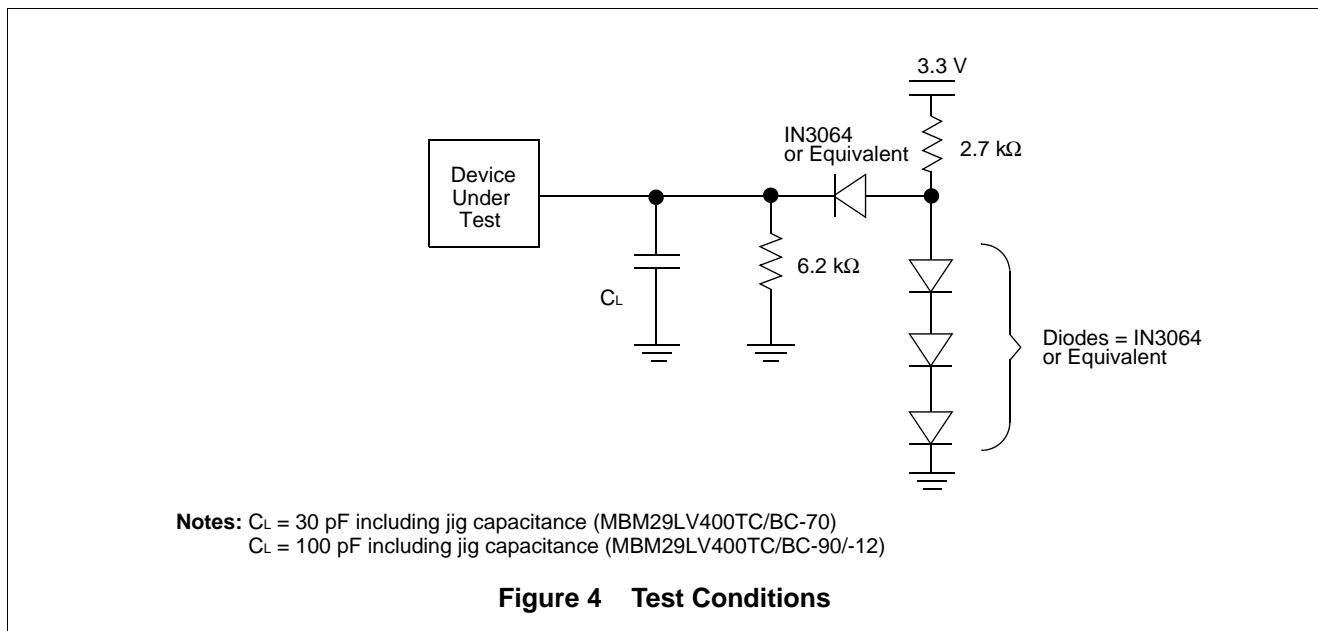 3.3 V
IN3064
or Equivalent
2.7 kΩ
Device
Under
Test
6.2 kΩ
CL
Diodes = IN3064
or Equivalent
Notes: CL = 30 pF including jig capacitance (MBM29LV400TC/BC-70)
CL = 100 pF including jig capacitance (MBM29LV400TC/BC-90/-12)
Figure 4 Test Conditions